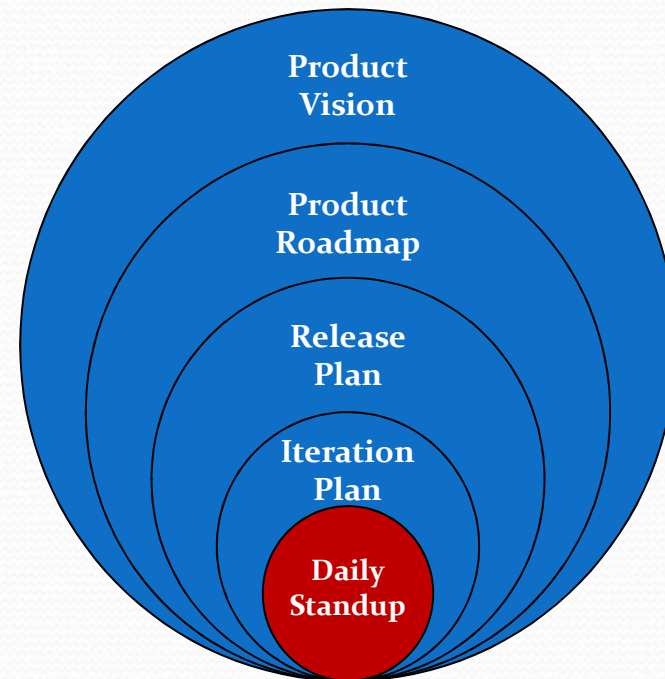 Product
Vision
Product
Roadmap
Release
Plan
Iteration
Plan
Daily
Standup